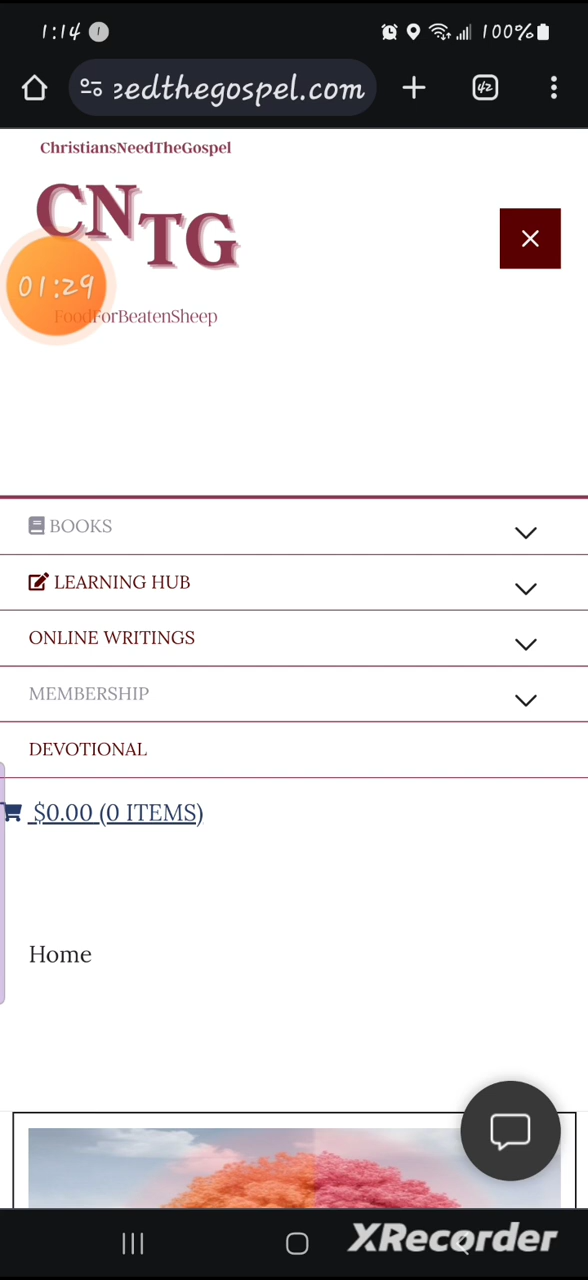 1:14
100%
eedthegospel.com
42
ChristiansNeedTheGospel
CNTG
01:29
FoodForBeatenSheep
BOOKS
LEARNING HUB
ONLINE WRITINGS
MEMBERSHIP
DEVOTIONAL
$0.00 (0 ITEMS)
Home
XRecorder